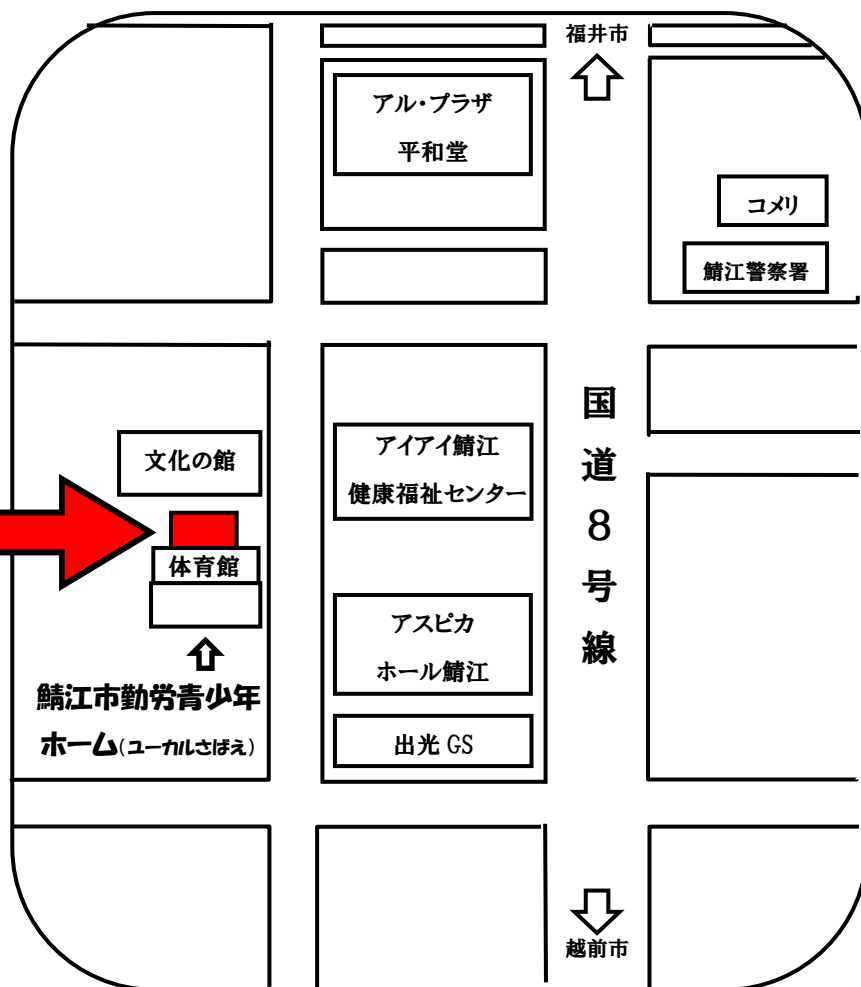 福井市
アル・プラザ
平和堂
コメリ
鯖江警察署
国道8号線
文化の館
アイアイ鯖江
健康福祉センター
体育館
アスピカ
ホール鯖江
鯖江市勤労青少年
ホーム(ユーカルさばえ)
出光 GS
越前市